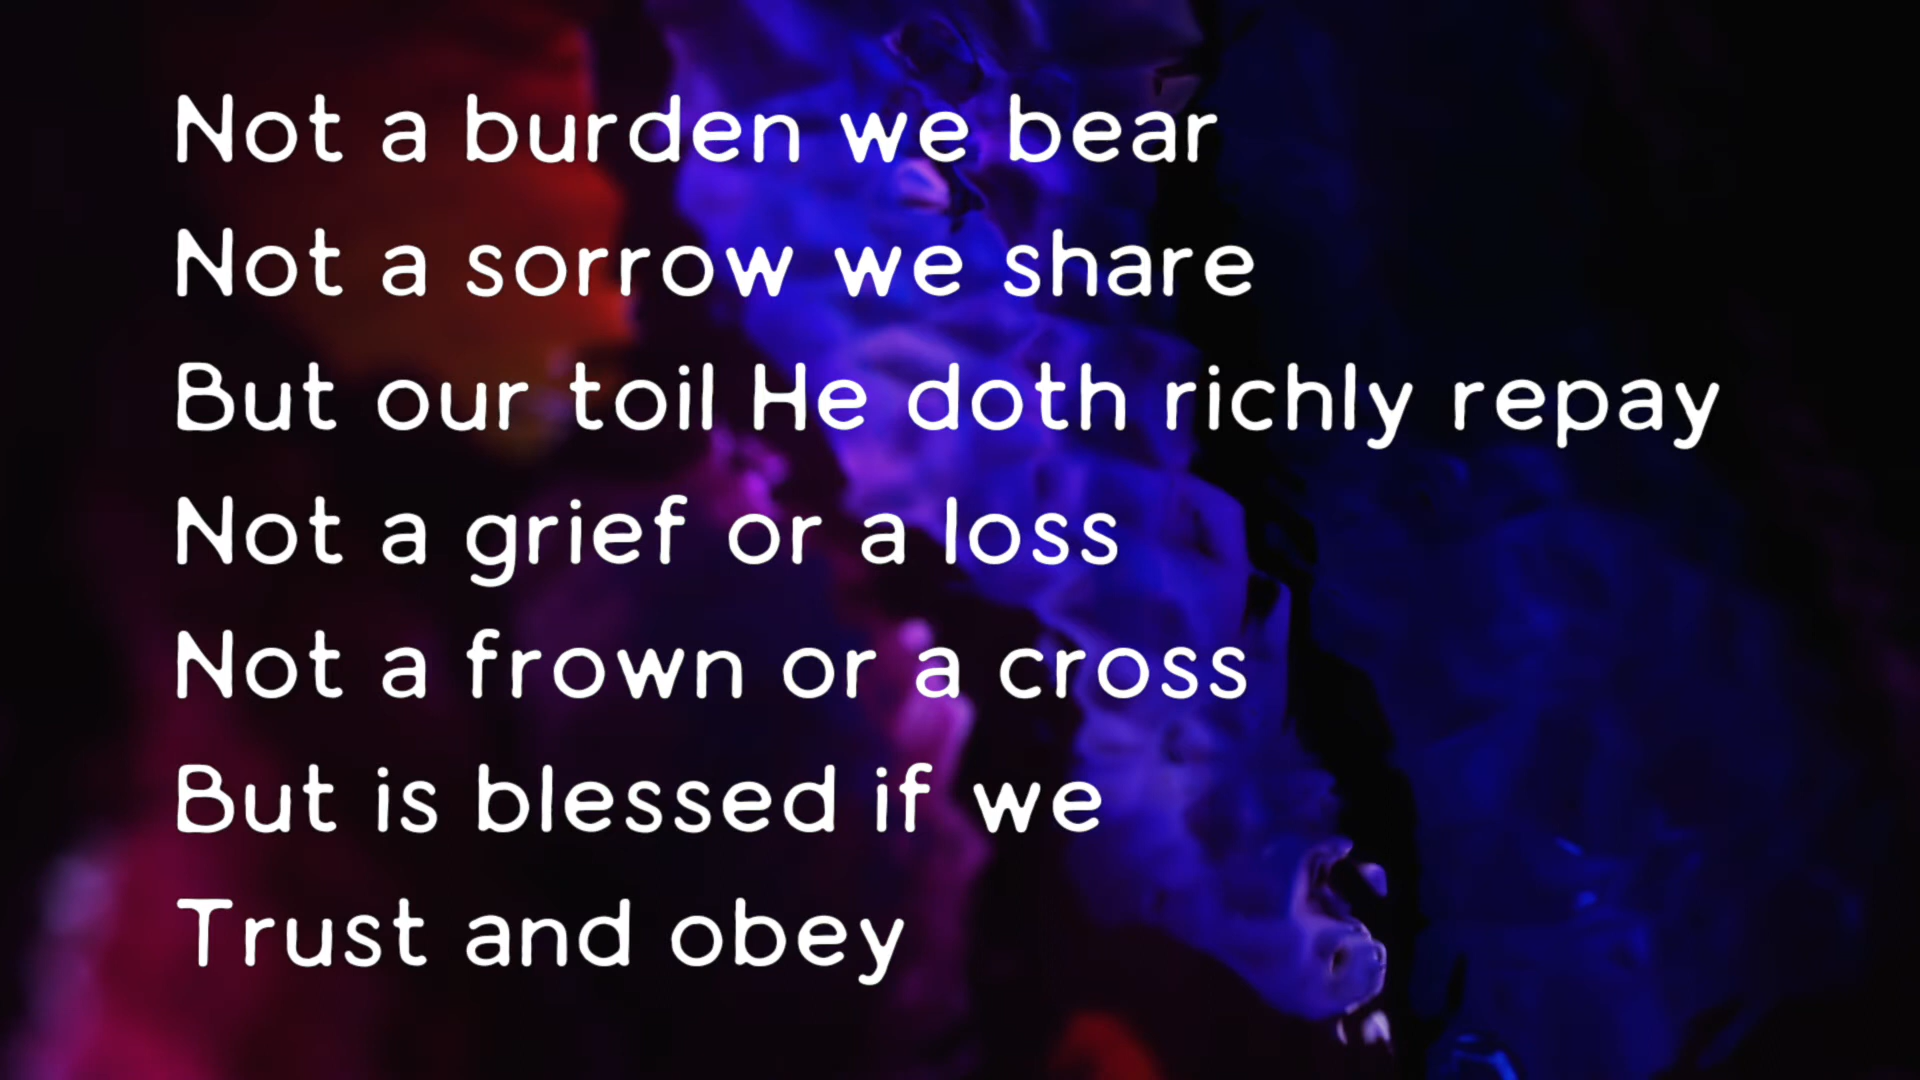 Not a burden we bear
Not a sorrow we share
But our toil He doth richly repay
Not a grief or a loss
Not a frown or a cross
But is blessed if we
Trust and obey